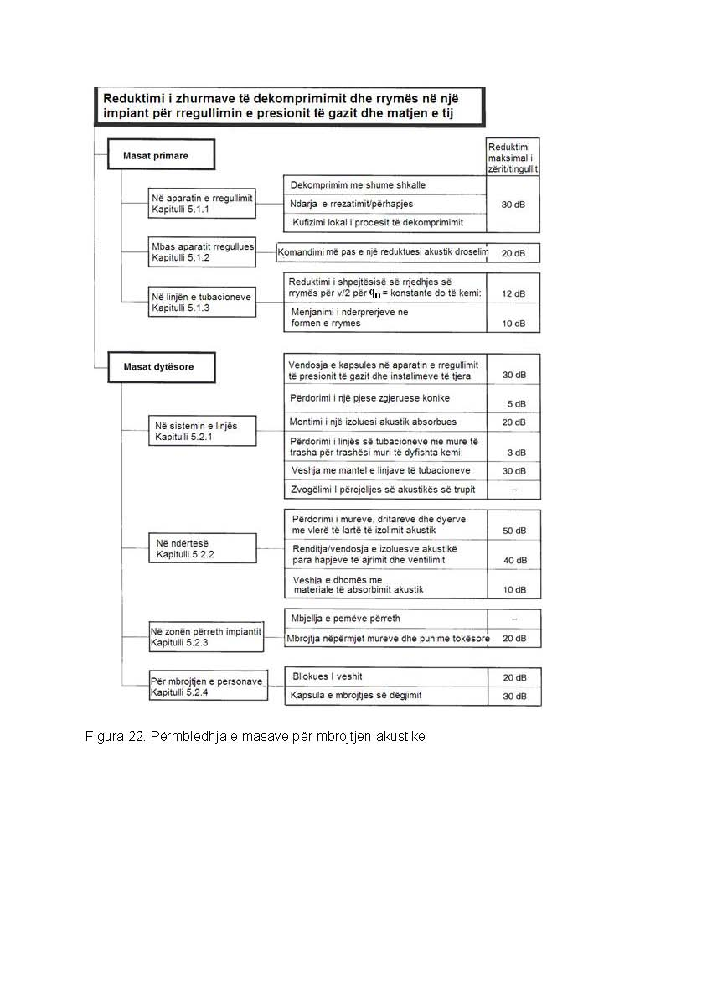 Reduktimi i zhurmave të dekomprimimit dhe rrymës në një
impiant për rregullimin e presionit të gazit dhe matjen e tij
Masat primare
Reduktimi
maksimal i
zërit/tingullit
Në aparatin e rregullimit
Kapitulli 5.1.1
Dekomprimim me shume shkalle
Ndarja e rrezatimit/përhapjes
Kufizimi lokal i procesit të dekomprimimit
30 dB
Mbas aparatit rregullues
Kapitulli 5.1.2
Komandimi më pas e një reduktuesi akustik droselim
20 dB
Në linjën e tubacioneve
Kapitulli 5.1.3
Reduktimi i shpejtësisë së rrjedhjes së
rrymës për v/2 për qn = konstante do të kemi:
12 dB
Menjanimi i nderprerjeve ne
formen e rrymes
10 dB
Masat dytësore
Në sistemin e linjës
Kapitulli 5.2.1
Vendosja e kapsules në aparatin e rregullimit
të presionit të gazit dhe instalimeve të tjera
30 dB
Përdorimi i një pjese zgjeruese konike
5 dB
Montimi i një izoluesi akustik absorbues
20 dB
Përdorimi i linjës së tubacioneve me mure të
trasha për trashësi muri të dyfishta kemi:
3 dB
Veshja me mantel e linjave të tubacioneve
30 dB
Zvogëlimi I përcjelljes së akustikës së trupit
–
Në ndërtesë
Kapitulli 5.2.2
Përdorimi i mureve, dritareve dhe dyerve
me vlerë të lartë të izolimit akustik
50 dB
Renditja/vendosja e izoluesve akustikë
para hapjeve të ajrimit dhe ventilimit
40 dB
Veshja e dhomës me
materiale të absorbimit akustik
10 dB
Në zonën përreth impiantit
Kapitulli 5.2.3
Mbjellja e pemëve përreth
–
Mbrojtja nëpërmjet mureve dhe punime tokësore
20 dB
Për mbrojtjen e personave
Kapitulli 5.2.4
Bllokues I veshit
20 dB
Kapsula e mbrojtjes së dëgjimit
30 dB
Figura 22. Përmbledhja e masave për mbrojtjen akustike